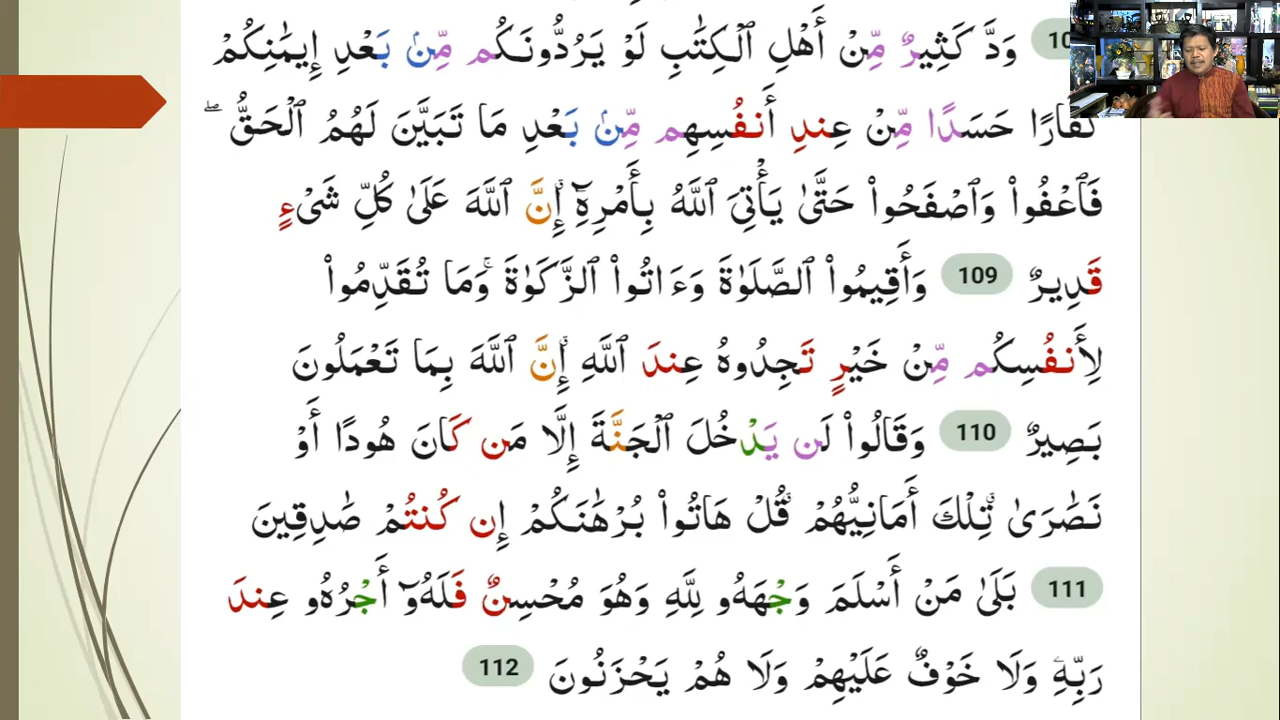 وَدَّ كَثِيرٌ مِّنْ أَهْلِ ٱلْكِتَٰبِ لَوْ يَرُدُّونَكُم مِّنۢ بَعْدِ إِيمَٰنِكُمْ
كُفَّارًا حَسَدًا مِّنْ عِندِ أَنفُسِهِم مِّنۢ بَعْدِ مَا تَبَيَّنَ لَهُمُ ٱلْحَقُّ ۖ
فَٱعْفُوا۟ وَٱصْفَحُوا۟ حَتَّىٰ يَأْتِىَ ٱللَّهُ بِأَمْرِهِۦٓ ۗ إِنَّ ٱللَّهَ عَلَىٰ كُلِّ شَىْءٍ
قَدِيرٌ 109 وَأَقِيمُوا۟ ٱلصَّلَوٰةَ وَءَاتُوا۟ ٱلزَّكَوٰةَ ۚ وَمَا تُقَدِّمُوا۟
لِأَنفُسِكُم مِّنْ خَيْرٍ تَجِدُوهُ عِندَ ٱللَّهِ ۗ إِنَّ ٱللَّهَ بِمَا تَعْمَلُونَ
بَصِيرٌ 110 وَقَالُوا۟ لَن يَدْخُلَ ٱلْجَنَّةَ إِلَّا مَن كَانَ هُودًا أَوْ
نَصَٰرَىٰ ۗ تِلْكَ أَمَانِيُّهُمْ ۗ قُلْ هَاتُوا۟ بُرْهَٰنَكُمْ إِن كُنتُمْ صَٰدِقِينَ
111 بَلَىٰ مَنْ أَسْلَمَ وَجْهَهُۥ لِلَّهِ وَهُوَ مُحْسِنٌ فَلَهُۥٓ أَجْرُهُۥ عِندَ
رَبِّهِۦ وَلَا خَوْفٌ عَلَيْهِمْ وَلَا هُمْ يَحْزَنُونَ 112